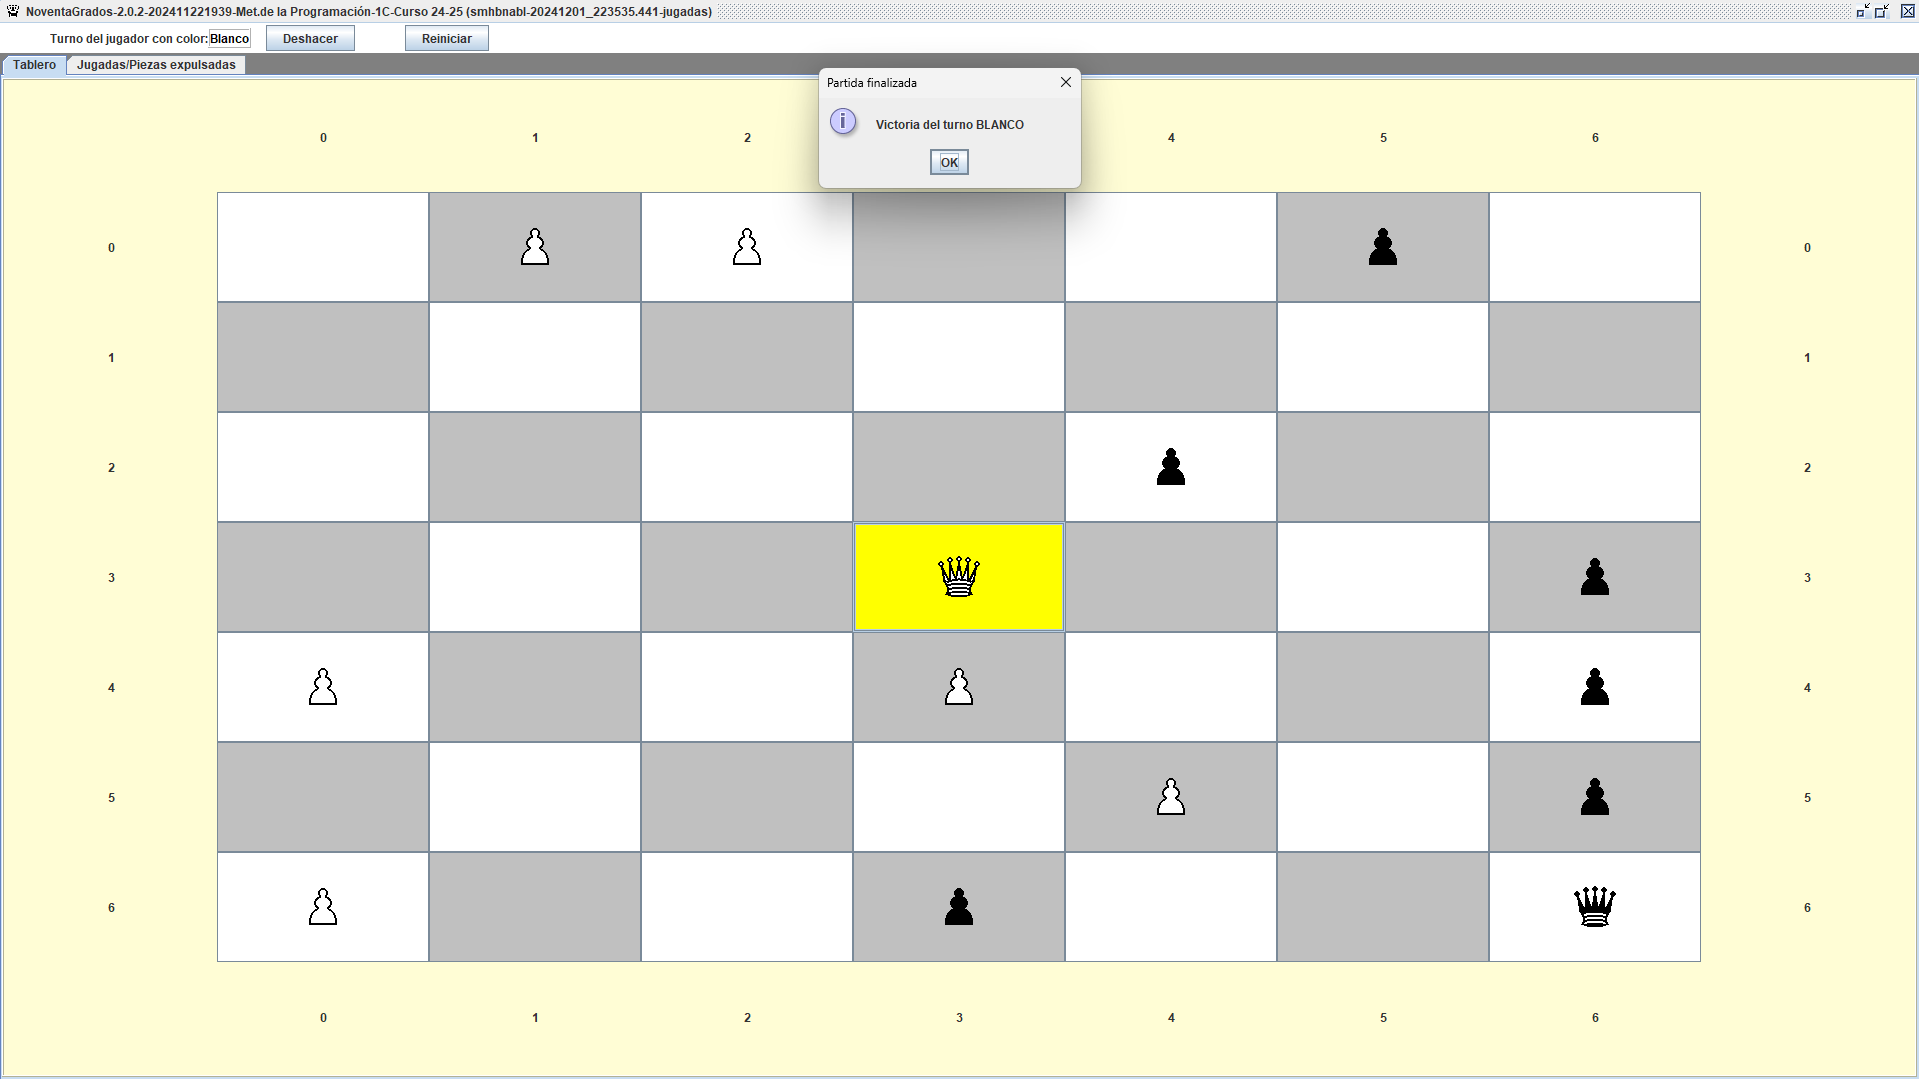 NoventaGrados-2.0.2-202411221939-Met.de la Programación-1C-Curso 24-25 (smhbnabl-20241201_223535.441-jugadas)
Turno del jugador con color: Blanco Deshacer Reiniciar
Tablero Jugadas/Piezas expulsadas
Partida finalizada
Victoria del turno BLANCO
OK
0 1 2 4 5 6
0 0
1 1
2 2
3 3
4 4
5 5
6 6
0 1 2 3 4 5 6